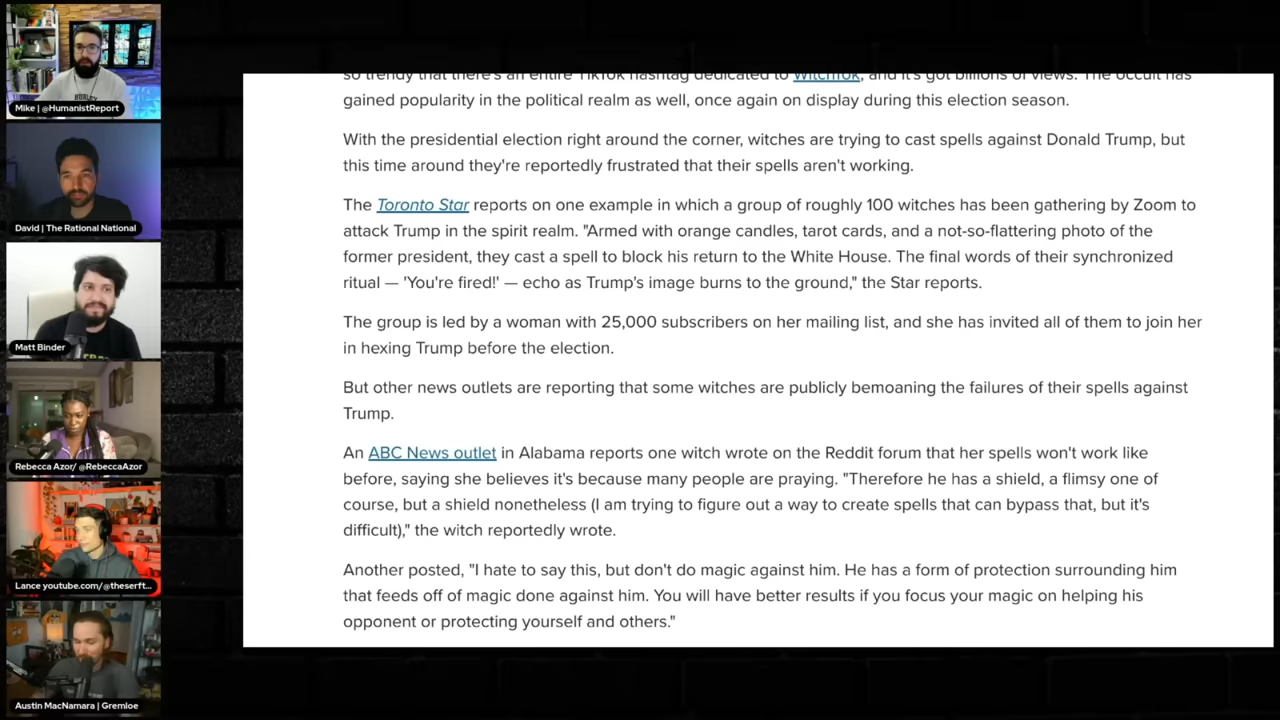 Mike | @HumanistReport
David | The Rational National
Matt Binder
Rebecca Azor/ @RebeccaAzor
Lance youtube.com/@theserft...
Austin MacNamara | Gremloe
so trendy that there's an entire TikTok hashtag dedicated to WitchTok, and it's got billions of views. The occult has
gained popularity in the political realm as well, once again on display during this election season.
With the presidential election right around the corner, witches are trying to cast spells against Donald Trump, but
this time around they're reportedly frustrated that their spells aren't working.
The Toronto Star reports on one example in which a group of roughly 100 witches has been gathering by Zoom to
attack Trump in the spirit realm. "Armed with orange candles, tarot cards, and a not-so-flattering photo of the
former president, they cast a spell to block his return to the White House. The final words of their synchronized
ritual — 'You're fired!' — echo as Trump's image burns to the ground," the Star reports.
The group is led by a woman with 25,000 subscribers on her mailing list, and she has invited all of them to join her
in hexing Trump before the election.
But other news outlets are reporting that some witches are publicly bemoaning the failures of their spells against
Trump.
An ABC News outlet in Alabama reports one witch wrote on the Reddit forum that her spells won't work like
before, saying she believes it's because many people are praying. "Therefore he has a shield, a flimsy one of
course, but a shield nonetheless (I am trying to figure out a way to create spells that can bypass that, but it's
difficult)," the witch reportedly wrote.
Another posted, "I hate to say this, but don't do magic against him. He has a form of protection surrounding him
that feeds off of magic done against him. You will have better results if you focus your magic on helping his
opponent or protecting yourself and others."